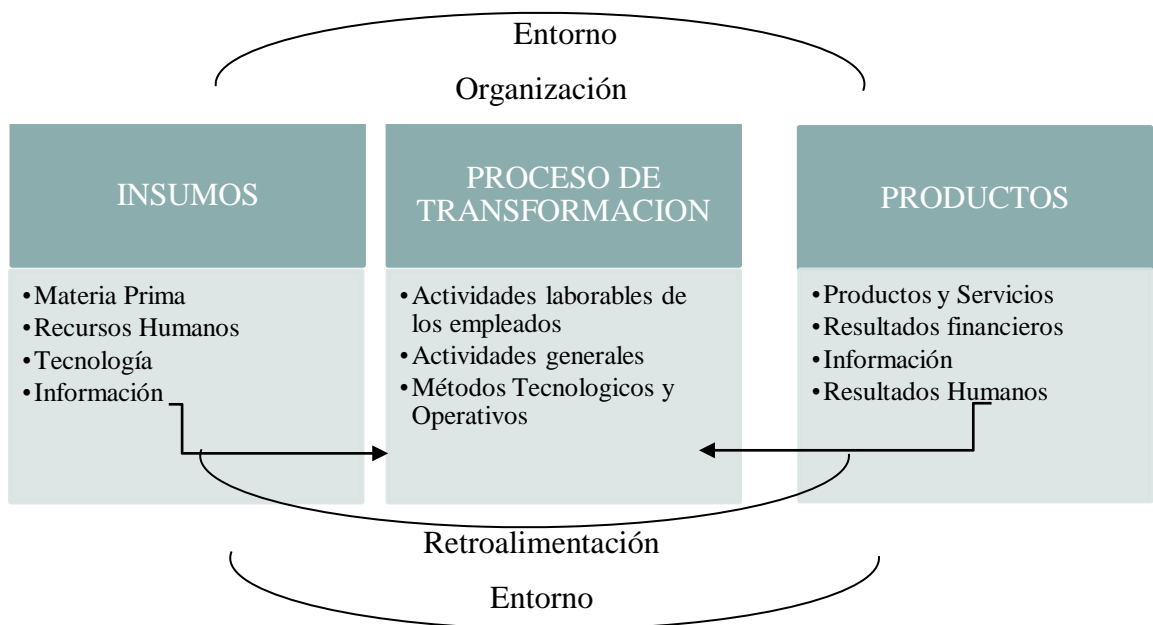 Entorno
Organización
INSUMOS
•Materia Prima
•Recursos Humanos
•Tecnología
•Información
PROCESO DE
TRANSFORMACION
•Actividades laborables de
los empleados
•Actividades generales
•Métodos Tecnologicos y
Operativos
PRODUCTOS
•Productos y Servicios
•Resultados financieros
•Información
•Resultados Humanos
Retroalimentación
Entorno